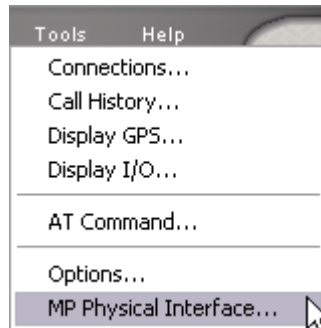 Tools Help
Connections...
Call History...
Display GPS...
Display I/O...
AT Command...
Options...
MP Physical Interface...